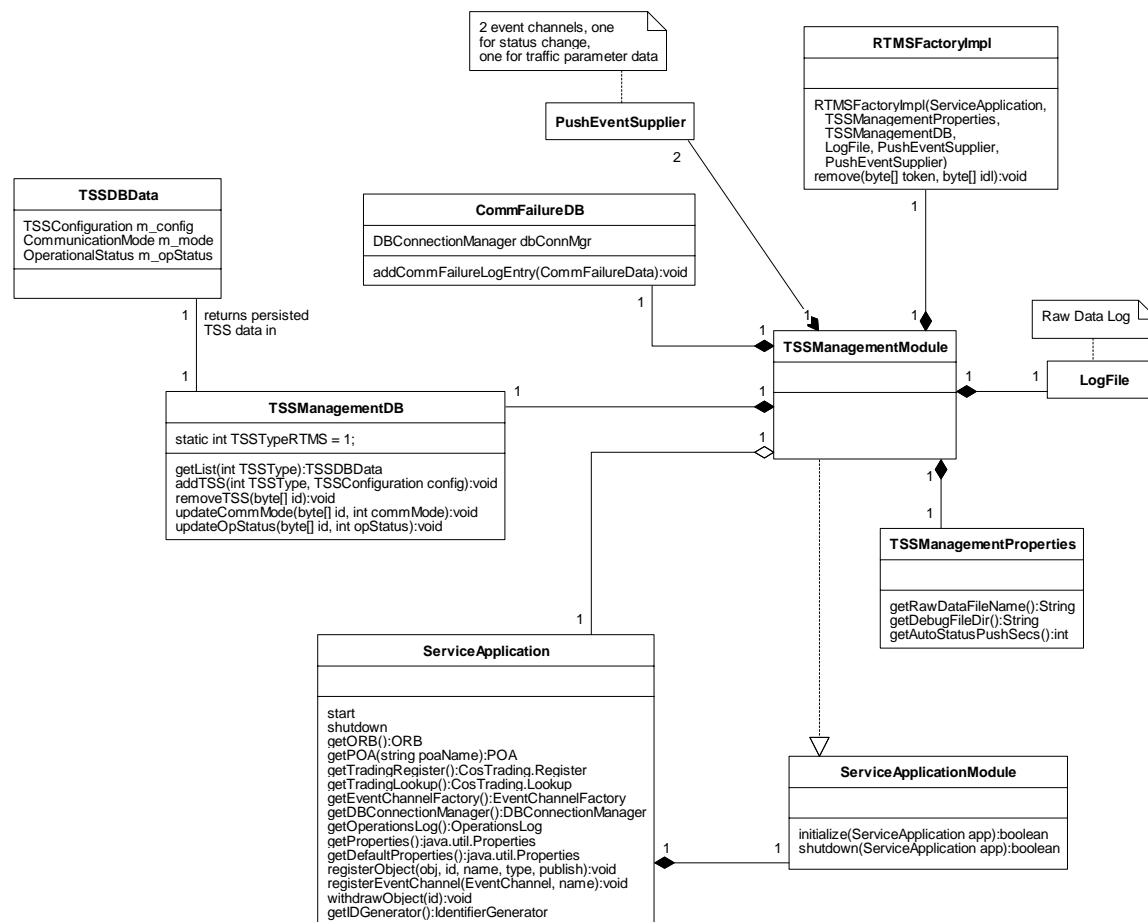 2 event channels, one
for status change,
one for traffic parameter data
PushEventSupplier
2
RTMSFactoryImpl
RTMSFactoryImpl(ServiceApplication,
TSSManagementProperties,
TSSManagementDB,
LogFile, PushEventSupplier,
PushEventSupplier)
remove(byte[] token, byte[] idl):void
1
TSSDBData
TSSConfiguration m_config
CommunicationMode m_mode
OperationalStatus m_opStatus
1
returns persisted
TSS data in
1
CommFailureDB
DBConnectionManager dbConnMgr
addCommFailureLogEntry(CommFailureData):void
1
1
1
1
TSSManagementModule
Raw Data Log
LogFile
1
1
TSSManagementDB
static int TSSTypeRTMS = 1;
getList(int TSSType):TSSDBData
addTSS(int TSSType, TSSConfiguration config):void
removeTSS(byte[] id):void
updateCommMode(byte[] id, int commMode):void
updateOpStatus(byte[] id, int opStatus):void
1
1
1
1
1
TSSManagementProperties
getRawDataFileName():String
getDebugFileDir():String
getAutoStatusPushSecs():int
1
ServiceApplication
start
shutdown
getORB():ORB
getPOA(string poaName):POA
getTradingRegister():CosTrading.Register
getTradingLookup():CosTrading.Lookup
getEventChannelFactory():EventChannelFactory
getDBConnectionManager():DBConnectionManager
getOperationsLog():OperationsLog
getProperties():java.util.Properties
getDefaultProperties():java.util.Properties
registerObject(obj, id, name, type, publish):void
registerEventChannel(EventChannel, name):void
withdrawObject(id):void
getIDGenerator():IdentifierGenerator
1
1
ServiceApplicationModule
initialize(ServiceApplication app):boolean
shutdown(ServiceApplication app):boolean